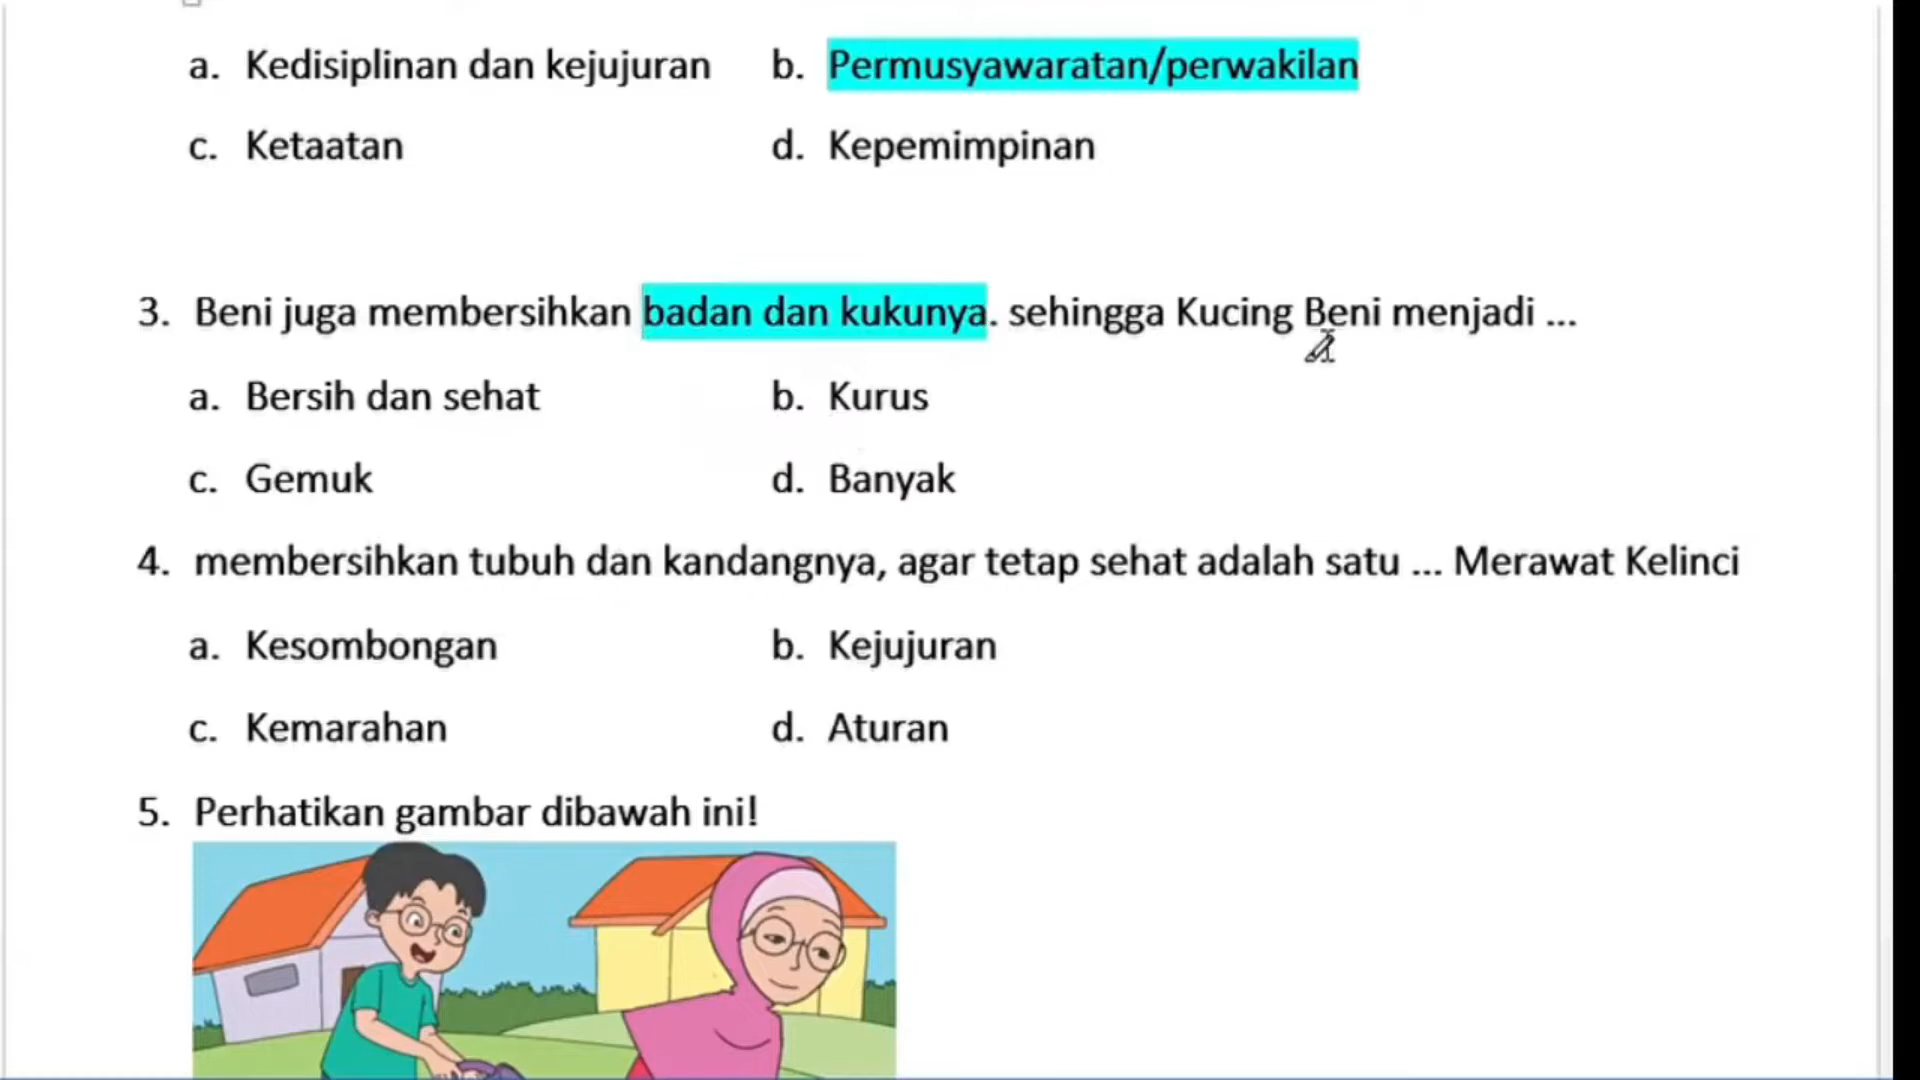 a. Kedisiplinan dan kejujuran b. Permusyawaratan/perwakilan
c. Ketaatan d. Kepemimpinan
3. Beni juga membersihkan badan dan kukunya. sehingga Kucing Beni menjadi ...
a. Bersih dan sehat b. Kurus
c. Gemuk d. Banyak
4. membersihkan tubuh dan kandangnya, agar tetap sehat adalah satu ... Merawat Kelinci
a. Kesombongan b. Kejujuran
c. Kemarahan d. Aturan
5. Perhatikan gambar dibawah ini!